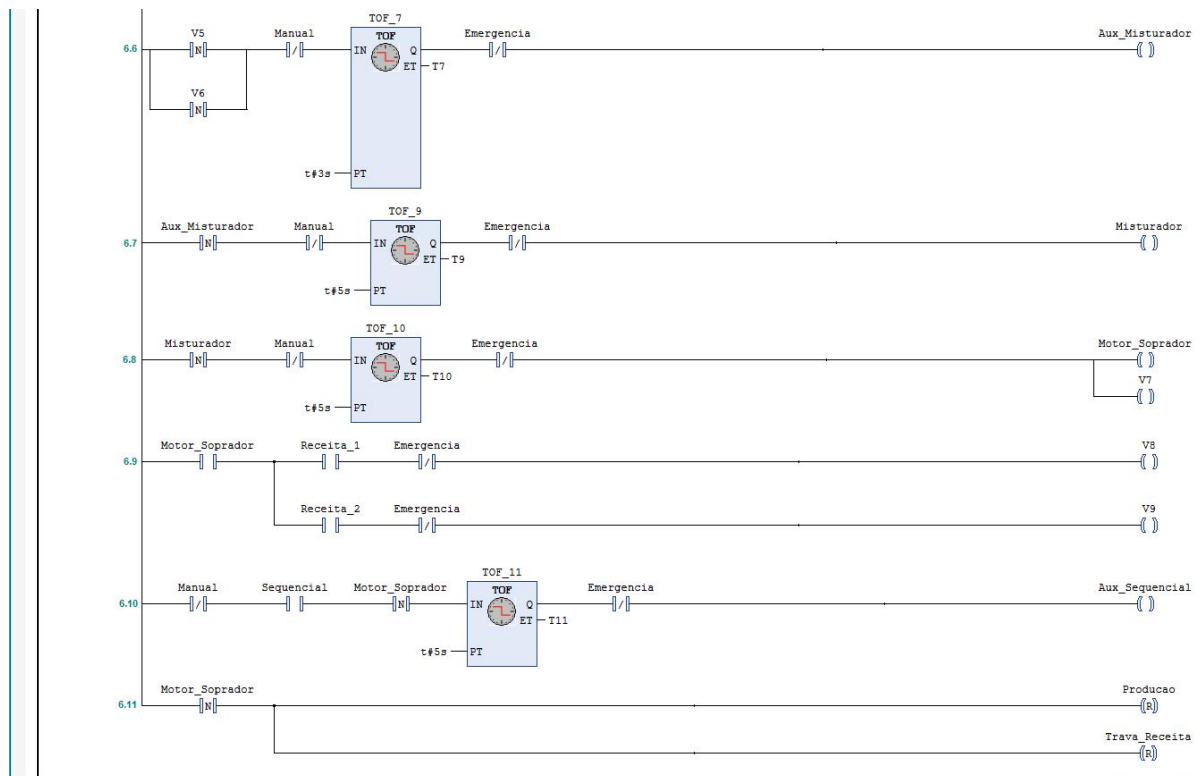 TOF_7
V5 Manual TOF Emergencia Aux_Misturador
6.6 N / IN Q / ( )
ET T7
V6
N
t#3s PT
TOF_9
Aux_Misturador Manual TOF Emergencia Misturador
6.7 N / IN Q / ( )
ET T9
t#5s PT
TOF_10
Misturador Manual TOF Emergencia Motor_Soprador
6.8 N / IN Q / ( )
ET T10 V7
( )
t#5s PT
Motor_Soprador Receita_1 Emergencia V8
6.9 / ( )
Receita_2 Emergencia V9
/ ( )
TOF_11
Manual Sequencial Motor_Soprador TOF Emergencia Aux_Sequencial
6.10 / N IN Q / ( )
ET T11
t#5s PT
Motor_Soprador Producao
6.11 N (R)
Trava_Receita
(R)